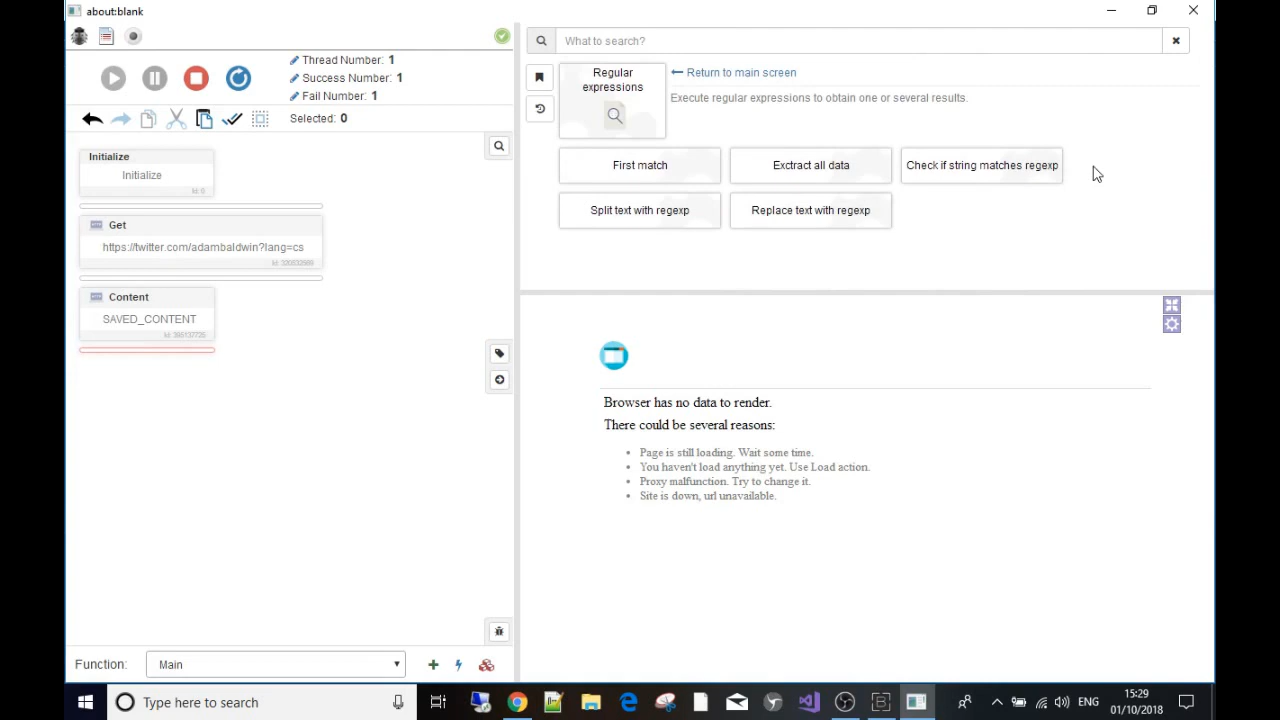 about:blank
Thread Number: 1
Success Number: 1
Fail Number: 1
Selected: 0
Initialize
Initialize
Id: 0
Get
https://twitter.com/adambaldwin?lang=cs
Content
SAVED_CONTENT
Id: 395137725
Function:
Main
What to search?
Regular
expressions
Return to main screen
Execute regular expressions to obtain one or several results.
First match
Exctract all data
Check if string matches regexp
Split text with regexp
Replace text with regexp
Browser has no data to render.
There could be several reasons:
Page is still loading. Wait some time.
You haven't load anything yet. Use Load action.
Proxy malfunction. Try to change it.
Site is down, url unavailable.
Type here to search
ENG
15:29
01/10/2018